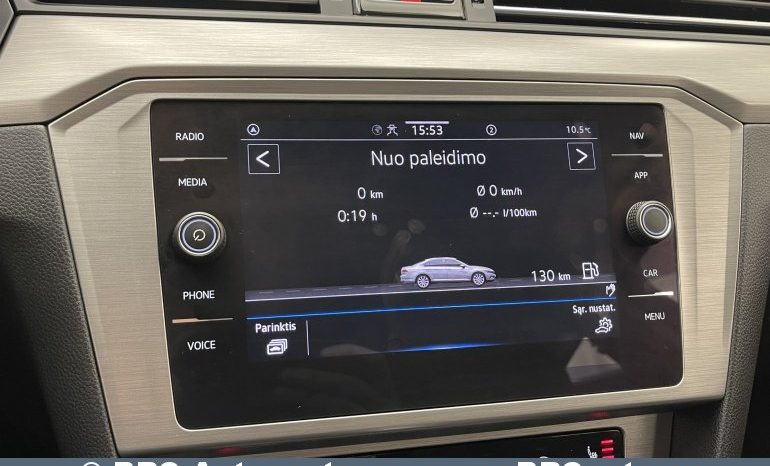 RADIO
MEDIA
PHONE
VOICE
15:53
2
10.5°C
Nuo paleidimo
0 km
Ø 0 km/h
0:19 h
Ø --.- l/100km
130 km
Parinktis
Sąr. nustat.
NAV
APP
CAR
MENU